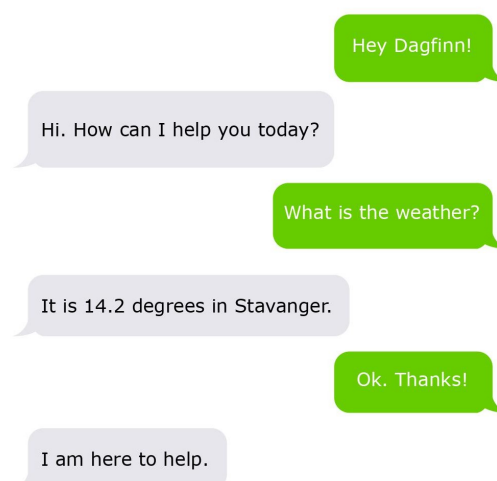 Hey Dagfinn!
Hi. How can I help you today?
What is the weather?
It is 14.2 degrees in Stavanger.
Ok. Thanks!
I am here to help.